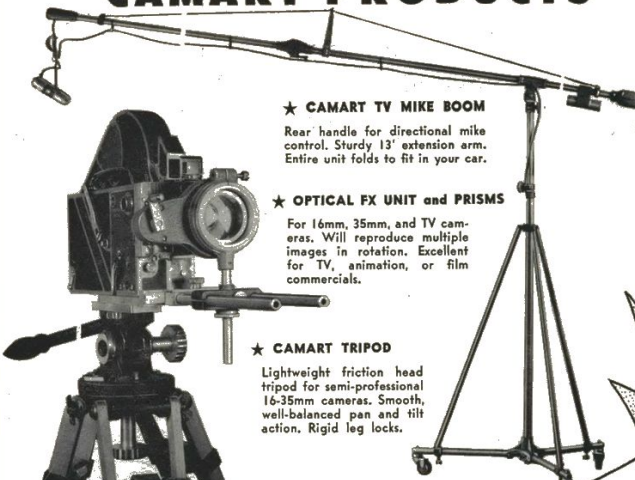 CAMART PRODUCTS
★ CAMART TV MIKE BOOM
Rear handle for directional mike
control. Sturdy 13' extension arm.
Entire unit folds to fit in your car.
★ OPTICAL FX UNIT and PRISMS
For 16mm, 35mm, and TV cam-
eras. Will reproduce multiple
images in rotation. Excellent
for TV, animation, or film
commercials.
★ CAMART TRIPOD
Lightweight friction head
tripod for semi-professional
16-35mm cameras. Smooth,
well-balanced pan and tilt
action. Rigid leg locks.